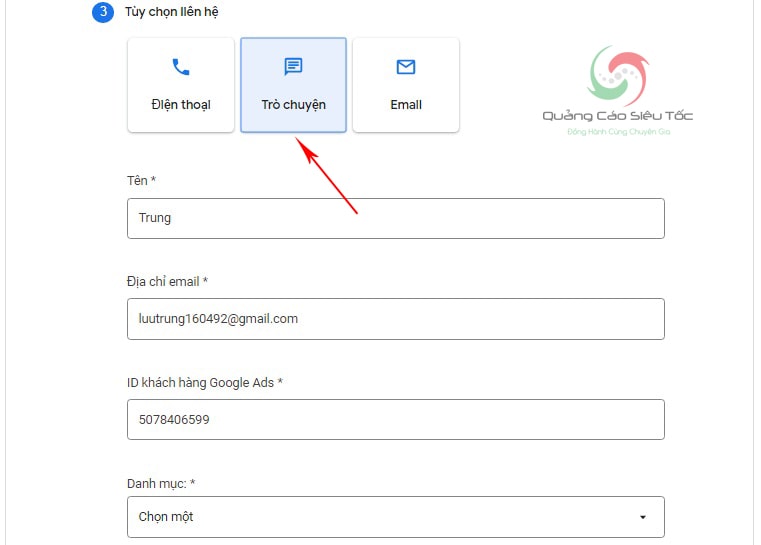 3 Tùy chọn liên hệ
Điện thoại Trò chuyện Email
Quảng Cáo Siêu Tốc
Đồng Hành Cùng Chuyên Gia
Tên *
Trung
Địa chỉ email *
luutrung160492@gmail.com
ID khách hàng Google Ads *
5078406599
Danh mục: *
Chọn một